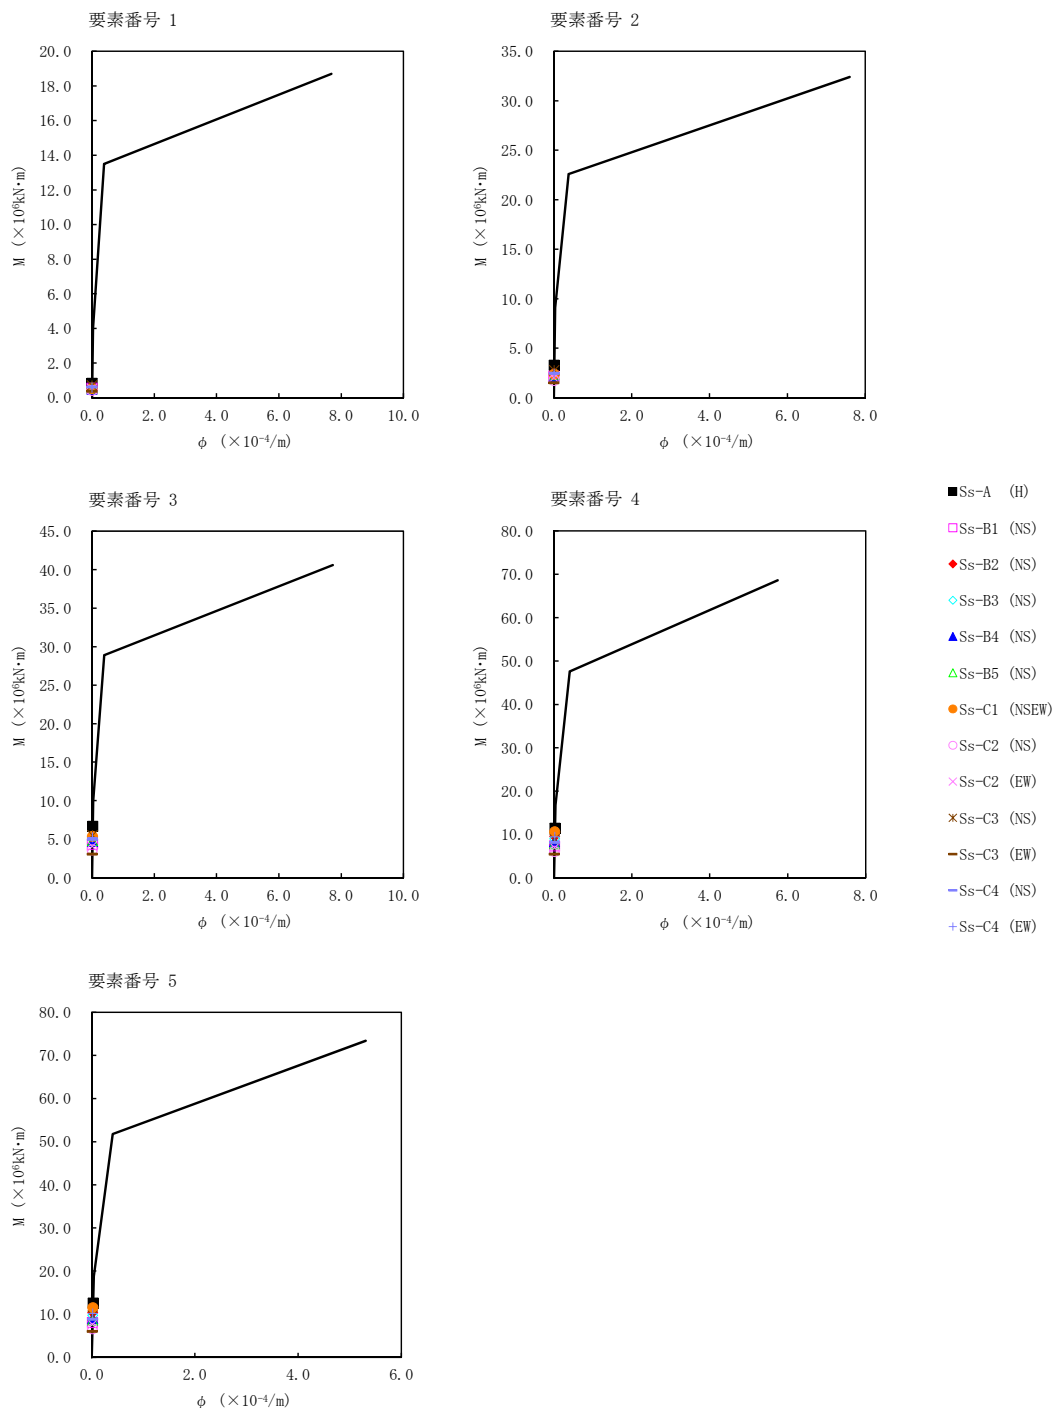 要素番号 1
20.0
18.0
16.0
14.0
12.0
10.0
8.0
6.0
4.0
2.0
0.0
M (×10⁶kN・m)
0.0 2.0 4.0 6.0 8.0 10.0
φ (×10⁻⁴/m)
要素番号 2
35.0
30.0
25.0
20.0
15.0
10.0
5.0
0.0
M (×10⁶kN・m)
0.0 2.0 4.0 6.0 8.0
φ (×10⁻⁴/m)
要素番号 3
45.0
40.0
35.0
30.0
25.0
20.0
15.0
10.0
5.0
0.0
M (×10⁶kN・m)
0.0 2.0 4.0 6.0 8.0 10.0
φ (×10⁻⁴/m)
要素番号 4
80.0
70.0
60.0
50.0
40.0
30.0
20.0
10.0
0.0
M (×10⁶kN・m)
0.0 2.0 4.0 6.0 8.0
φ (×10⁻⁴/m)
Ss-A (H)
Ss-B1 (NS)
Ss-B2 (NS)
Ss-B3 (NS)
Ss-B4 (NS)
Ss-B5 (NS)
Ss-C1 (NSEW)
Ss-C2 (NS)
Ss-C2 (EW)
Ss-C3 (NS)
Ss-C3 (EW)
Ss-C4 (NS)
Ss-C4 (EW)
要素番号 5
80.0
70.0
60.0
50.0
40.0
30.0
20.0
10.0
0.0
M (×10⁶kN・m)
0.0 2.0 4.0 6.0
φ (×10⁻⁴/m)